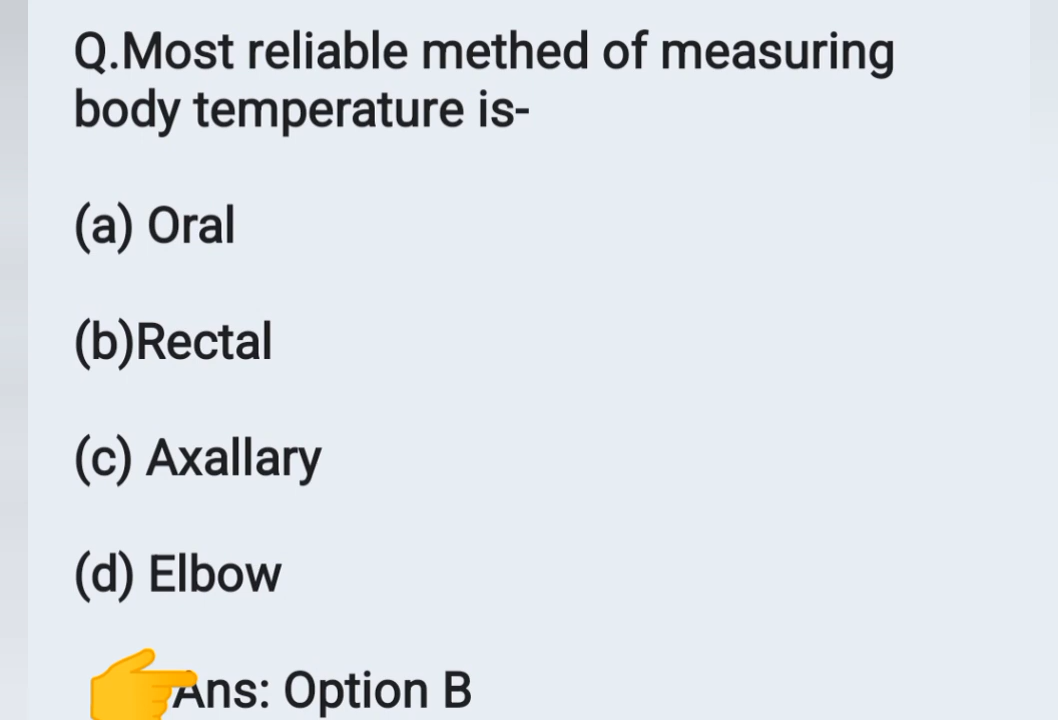 Q.Most reliable methed of measuring
body temperature is-
(a) Oral
(b)Rectal
(c) Axallary
(d) Elbow
Ans: Option B